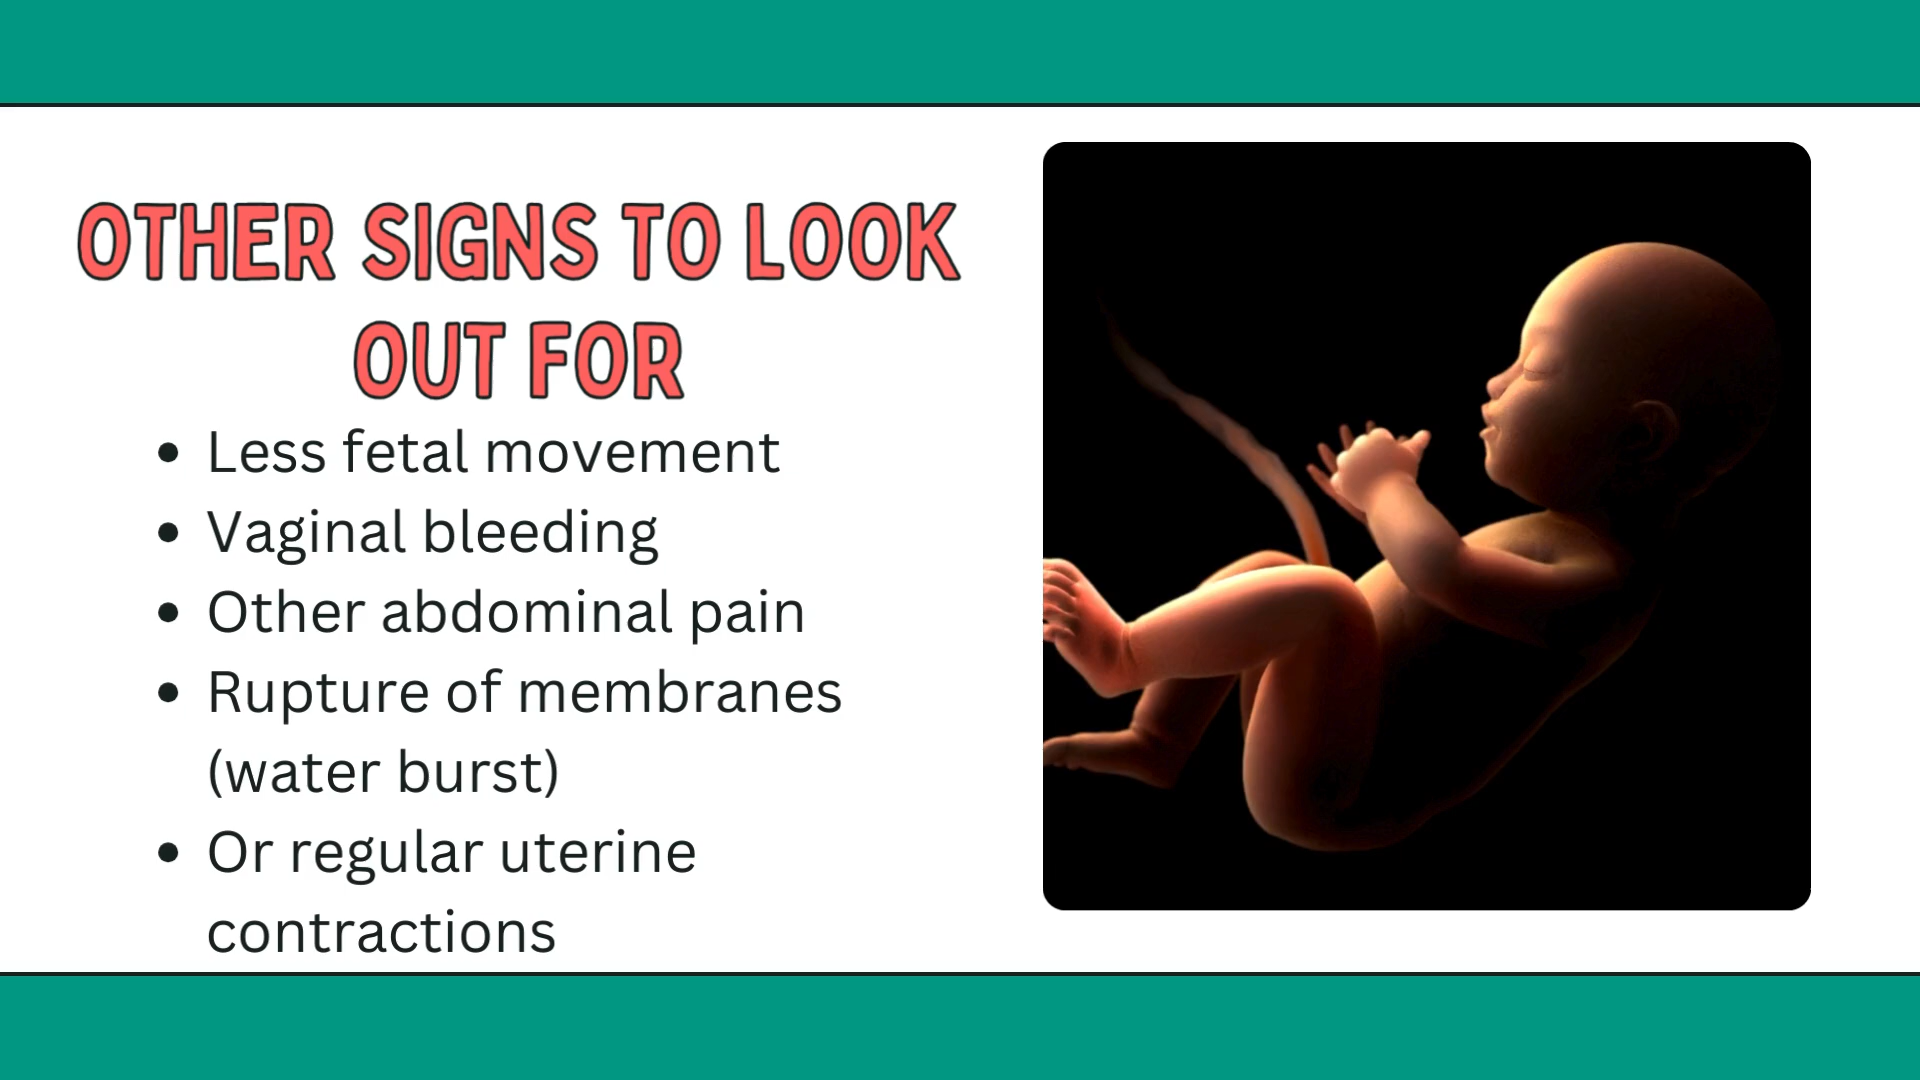 OTHER SIGNS TO LOOK
OUT FOR
• Less fetal movement
• Vaginal bleeding
• Other abdominal pain
• Rupture of membranes
(water burst)
• Or regular uterine
contractions